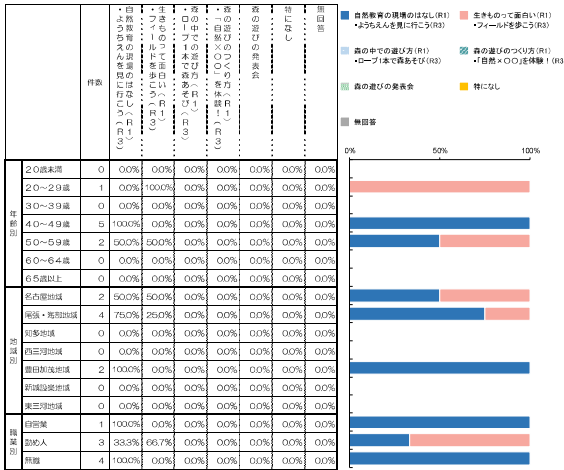 件数
自然教育の現場のはなし(R1)
・ようちえんを見に行こう(R3)
生きものって面白い(R1)
・フィールドを歩こう(R3)
森の中での遊び方(R1)
・ロープ1本で森あそび(R3)
森の遊びのつくり方(R1)
・「自然×〇〇」を体験!(R3)
森の遊びの発表会
特になし
無回答
自然教育の現場のはなし(R1)
・ようちえんを見に行こう(R3)
生きものって面白い(R1)
・フィールドを歩こう(R3)
森の中での遊び方(R1)
・ロープ1本で森あそび(R3)
森の遊びのつくり方(R1)
・「自然×〇〇」を体験!(R3
森の遊びの発表会
特になし
無回答
0% 50% 100%
年齢別
20歳未満 0 0.0% 0.0% 0.0% 0.0% 0.0% 0.0% 0.0%
20~29歳 1 0.0% 100.0% 0.0% 0.0% 0.0% 0.0% 0.0%
30~39歳 0 0.0% 0.0% 0.0% 0.0% 0.0% 0.0% 0.0%
40~49歳 5 100.0% 0.0% 0.0% 0.0% 0.0% 0.0% 0.0%
50~59歳 2 50.0% 50.0% 0.0% 0.0% 0.0% 0.0% 0.0%
60~64歳 0 0.0% 0.0% 0.0% 0.0% 0.0% 0.0% 0.0%
65歳以上 0 0.0% 0.0% 0.0% 0.0% 0.0% 0.0% 0.0%
地域別
名古屋地域 2 50.0% 50.0% 0.0% 0.0% 0.0% 0.0% 0.0%
尾張・海部地域 4 75.0% 25.0% 0.0% 0.0% 0.0% 0.0% 0.0%
知多地域 0 0.0% 0.0% 0.0% 0.0% 0.0% 0.0% 0.0%
西三河地域 0 0.0% 0.0% 0.0% 0.0% 0.0% 0.0% 0.0%
豊田加茂地域 2 100.0% 0.0% 0.0% 0.0% 0.0% 0.0% 0.0%
新城設楽地域 0 0.0% 0.0% 0.0% 0.0% 0.0% 0.0% 0.0%
東三河地域 0 0.0% 0.0% 0.0% 0.0% 0.0% 0.0% 0.0%
職業別
自営業 1 100.0% 0.0% 0.0% 0.0% 0.0% 0.0% 0.0%
勤め人 3 33.3% 66.7% 0.0% 0.0% 0.0% 0.0% 0.0%
無職 4 100.0% 0.0% 0.0% 0.0% 0.0% 0.0% 0.0%